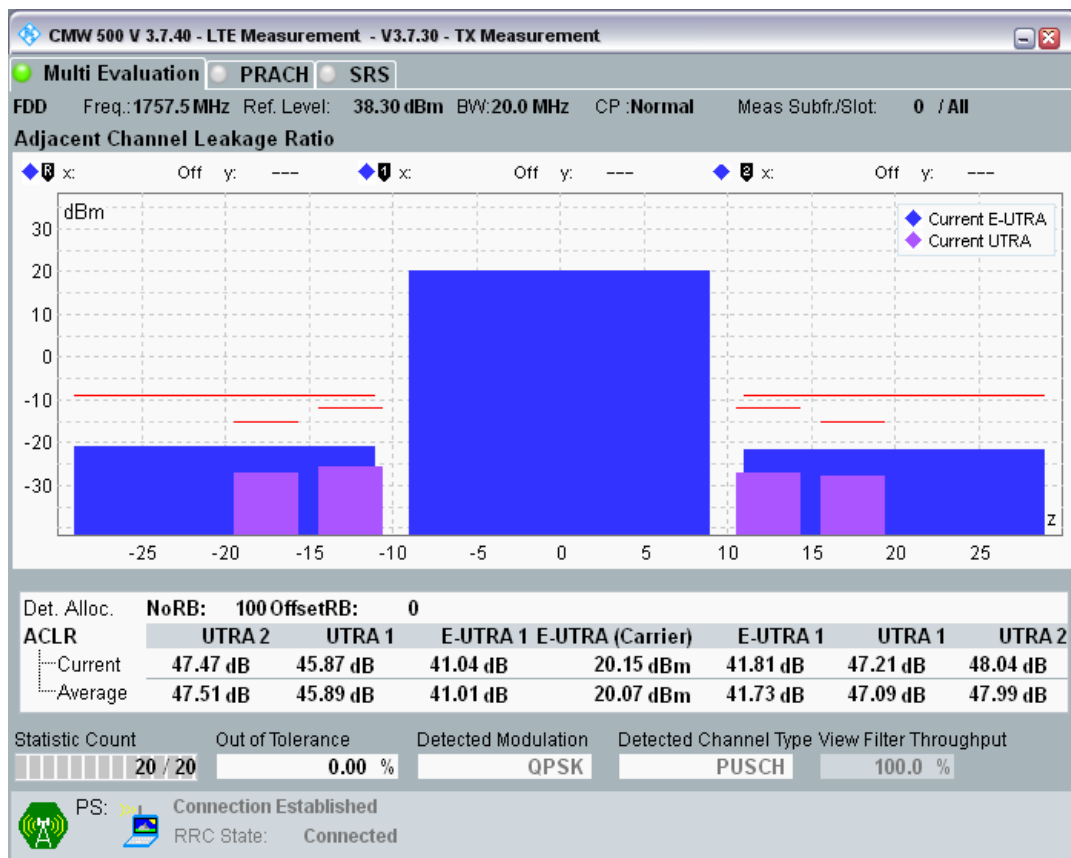 CMW 500 V 3.7.40 - LTE Measurement - V3.7.30 - TX Measurement
Multi Evaluation PRACH SRS
FDD Freq.:1757.5 MHz Ref. Level: 38.30 dBm BW:20.0 MHz CP :Normal Meas Subfr./Slot: 0 / All
Adjacent Channel Leakage Ratio
R x: Off y: --- 1 x: Off y: --- 2 x: Off y: ---
dBm
Current E-UTRA
Current UTRA
30
20
10
0
-10
-20
-30
z
-25 -20 -15 -10 -5 0 5 10 15 20 25
Det. Alloc. NoRB: 100 OffsetRB: 0
ACLR UTRA 2 UTRA 1 E-UTRA 1 E-UTRA (Carrier) E-UTRA 1 UTRA 1 UTRA 2
Current 47.47 dB 45.87 dB 41.04 dB 20.15 dBm 41.81 dB 47.21 dB 48.04 dB
Average 47.51 dB 45.89 dB 41.01 dB 20.07 dBm 41.73 dB 47.09 dB 47.99 dB
Statistic Count Out of Tolerance Detected Modulation Detected Channel Type View Filter Throughput
20 / 20 0.00 % QPSK PUSCH 100.0 %
PS: Connection Established
RRC State: Connected